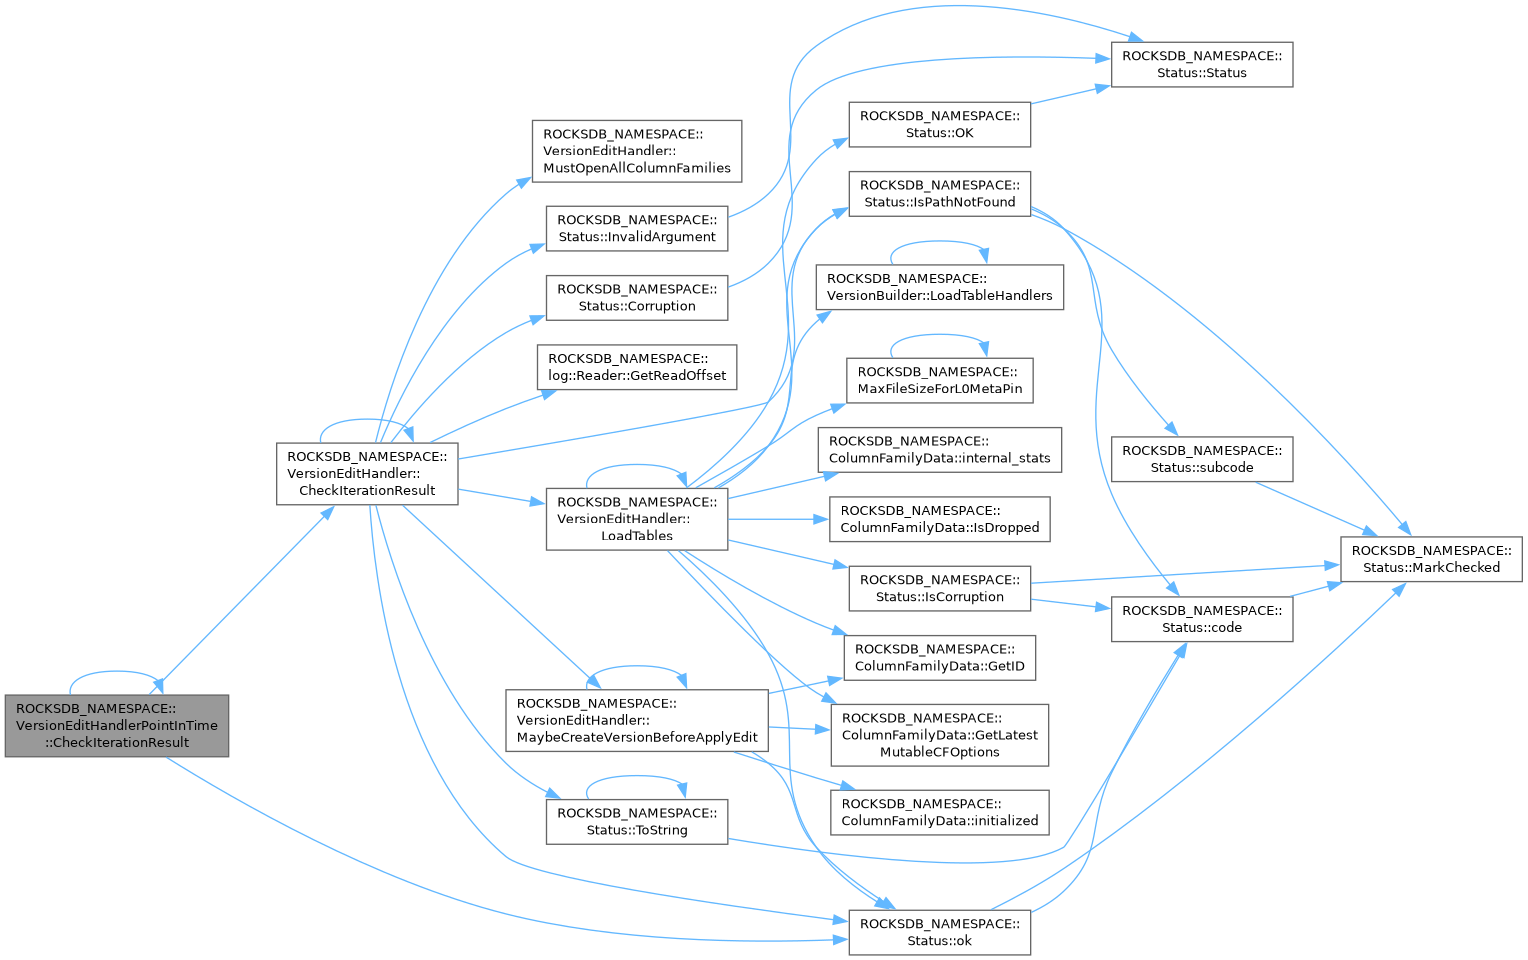 ROCKSDB_NAMESPACE::
VersionEditHandlerPointInTime
::CheckIterationResult
ROCKSDB_NAMESPACE::
VersionEditHandler::
CheckIterationResult
ROCKSDB_NAMESPACE::
VersionEditHandler::
MustOpenAllColumnFamilies
ROCKSDB_NAMESPACE::
Status::InvalidArgument
ROCKSDB_NAMESPACE::
Status::Corruption
ROCKSDB_NAMESPACE::
log::Reader::GetReadOffset
ROCKSDB_NAMESPACE::
VersionEditHandler::
LoadTables
ROCKSDB_NAMESPACE::
VersionEditHandler::
MaybeCreateVersionBeforeApplyEdit
ROCKSDB_NAMESPACE::
Status::ToString
ROCKSDB_NAMESPACE::
Status::OK
ROCKSDB_NAMESPACE::
Status::IsPathNotFound
ROCKSDB_NAMESPACE::
VersionBuilder::LoadTableHandlers
ROCKSDB_NAMESPACE::
MaxFileSizeForL0MetaPin
ROCKSDB_NAMESPACE::
ColumnFamilyData::internal_stats
ROCKSDB_NAMESPACE::
ColumnFamilyData::IsDropped
ROCKSDB_NAMESPACE::
Status::IsCorruption
ROCKSDB_NAMESPACE::
ColumnFamilyData::GetID
ROCKSDB_NAMESPACE::
ColumnFamilyData::GetLatest
MutableCFOptions
ROCKSDB_NAMESPACE::
ColumnFamilyData::initialized
ROCKSDB_NAMESPACE::
Status::ok
ROCKSDB_NAMESPACE::
Status::Status
ROCKSDB_NAMESPACE::
Status::subcode
ROCKSDB_NAMESPACE::
Status::code
ROCKSDB_NAMESPACE::
Status::MarkChecked